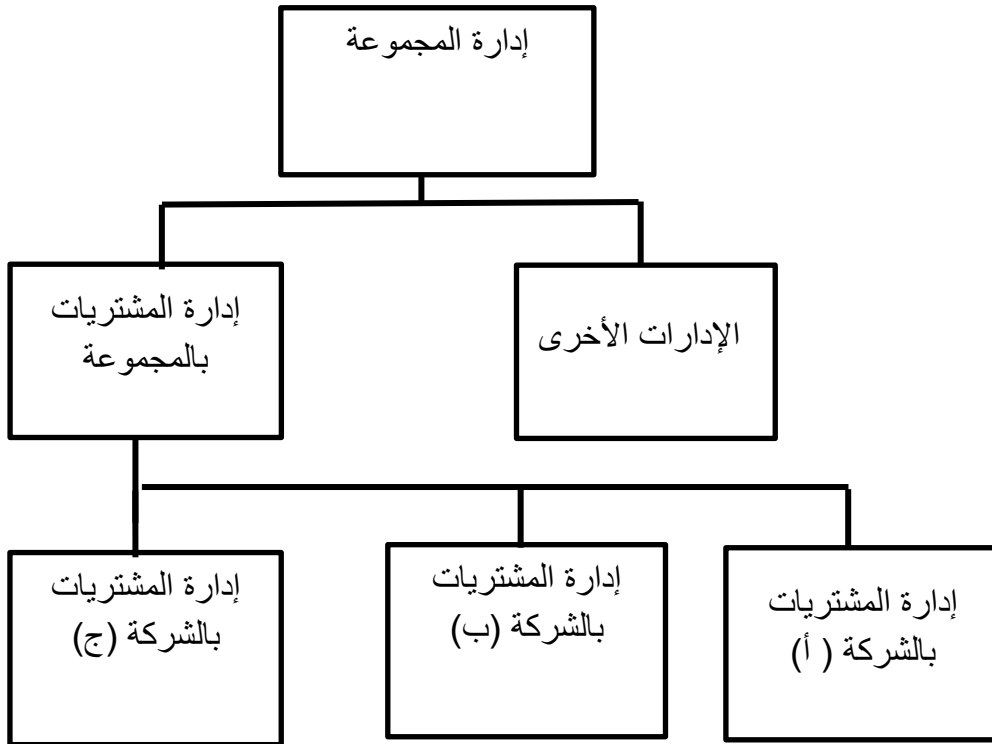 إدارة المجموعة
الإدارات الأخرى
إدارة المشتريات
بالمجموعة
إدارة المشتريات
بالشركة ( أ)
إدارة المشتريات
بالشركة (ب)
إدارة المشتريات
بالشركة (ج)